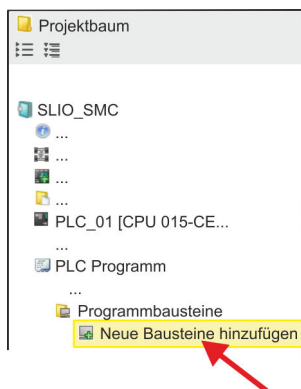 Projektbaum
SLIO_SMC
...
...
...
...
PLC_01 [CPU 015-CE...
...
PLC Programm
...
Programmbausteine
Neue Bausteine hinzufügen